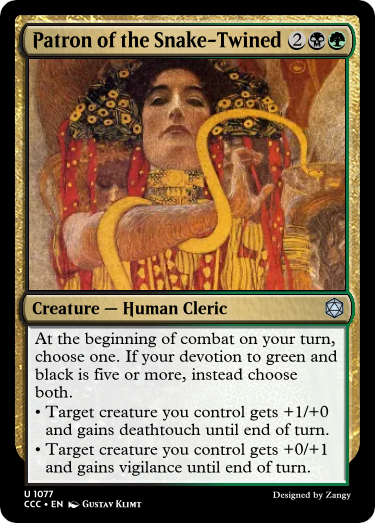 Patron of the Snake-Twined 2
Creature — Human Cleric
At the beginning of combat on your turn,
choose one. If your devotion to green and
black is five or more, instead choose
both.
• Target creature you control gets +1/+0
and gains deathtouch until end of turn.
• Target creature you control gets +0/+1
and gains vigilance until end of turn.
U 1077
CCC • EN Gustav Klimt
Designed by Zangy